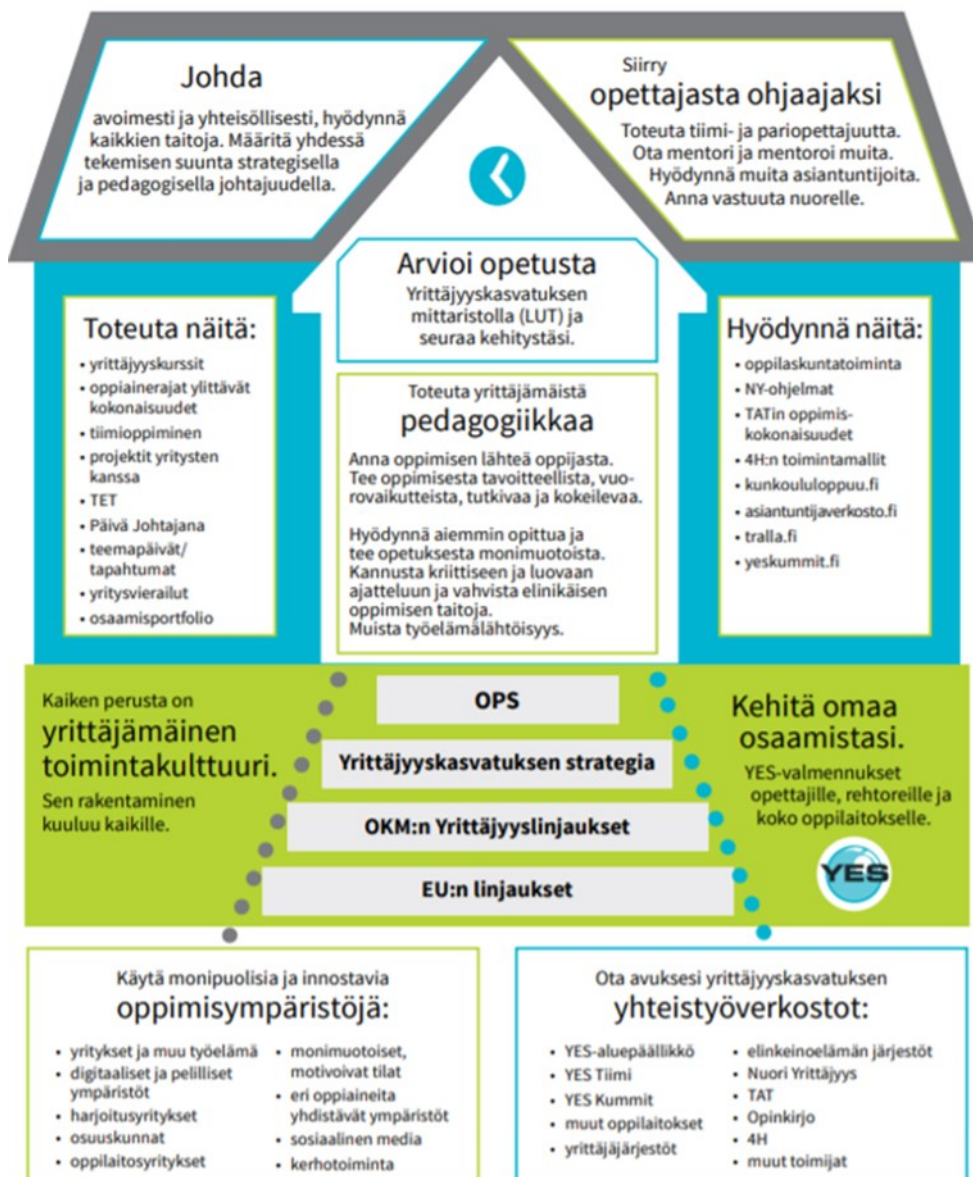 Johda
avoimesti ja yhteisöllisesti, hyödynnä
kaikkien taitoja. Määritä yhdessä
tekemisen suunta strategisella
ja pedagogisella johtajuudella.
Siirry
opettajasta ohjaajaksi
Toteuta tiimi- ja pariopettajuutta.
Ota mentori ja mentoroi muita.
Hyödynnä muita asiantuntijoita.
Anna vastuuta nuorelle.
Arvioi opetusta
Yrittäjyyskasvatuksen
mittaristolla (LUT) ja
seuraa kehitystäsi.
Toteuta näitä:
• yrittäjyyskurssit
• oppiainerajat ylittävät
kokonaisuudet
• tiimioppiminen
• projektit yritysten
kanssa
• TET
• Päivä Johtajana
• teemapäivät/
tapahtumat
• yritysvierailut
• osaamisportfolio
Toteuta yrittäjämäistä
pedagogiikkaa
Anna oppimisen lähteä oppijasta.
Tee oppimisesta tavoitteellista, vuo-
rovaikutteista, tutkivaa ja kokeilevaa.
Hyödynnä aiemmin opittua ja
tee opetuksesta monimuotoista.
Kannusta kriittiseen ja luovaan
ajatteluun ja vahvista elinikäisen
oppimisen taitoja.
Muista työelämälähtöisyys.
Hyödynnä näitä:
• oppilaskuntatoiminta
• NY-ohjelmat
• TATin oppimis-
kokonaisuudet
• 4H:n toimintamallit
• kunkoululoppuu.fi
• asiantuntijaverkosto.fi
• tralla.fi
• yeskummit.fi
Kaiken perusta on
yrittäjämäinen
toimintakulttuuri.
Sen rakentaminen
kuuluu kaikille.
OPS
Yrittäjyyskasvatuksen strategia
OKM:n Yrittäjyyslinjaukset
EU:n linjaukset
Kehitä omaa
osaamistasi.
YES-valmennukset
opettajille, rehtoreille ja
koko oppilaitokselle.
YES
Käytä monipuolisia ja innostavia
oppimisympäristöjä:
• yritykset ja muu työelämä
• digitaaliset ja pelilliset
ympäristöt
• harjoitusyritykset
• osuuskunnat
• oppilaitosyritykset
• monimuotoiset,
motivoivat tilat
• eri oppiaineita
yhdistävät ympäristöt
• sosiaalinen media
• kerhotoiminta
Ota avuksesi yrittäjyyskasvatuksen
yhteistyöverkostot:
• YES-aluepäällikkö
• YES Tiimi
• YES Kummit
• muut oppilaitokset
• yrittäjäjärjestöt
• elinkeinoelämän järjestöt
• Nuori Yrittäjyys
• TAT
• Opinkirjo
• 4H
• muut toimijat